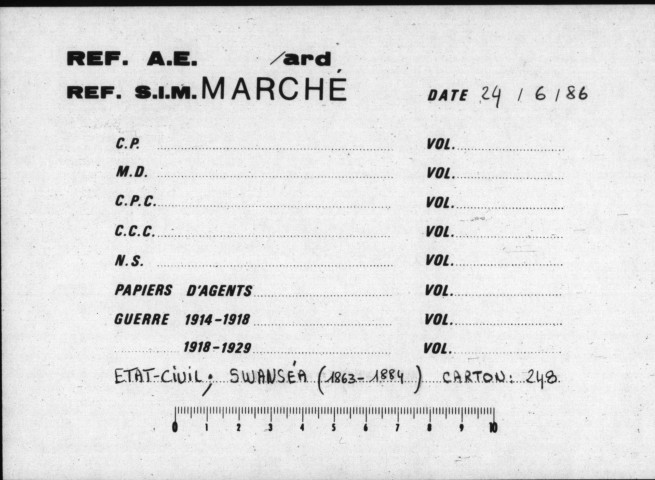 REF. A.E. /ard
REF. S.I.M. MARCHÉ DATE 24 / 6 / 86
C.P. VOL.
M.D. VOL.
C.P.C. VOL.
C.C.C. VOL.
N.S. VOL.
PAPIERS D'AGENTS VOL.
GUERRE 1914-1918 VOL.
1918-1929 VOL.
ETAT-CIVIL; SWANSÉA (1863-1884) CARTON: 248
0 1 2 3 4 5 6 7 8 9 10